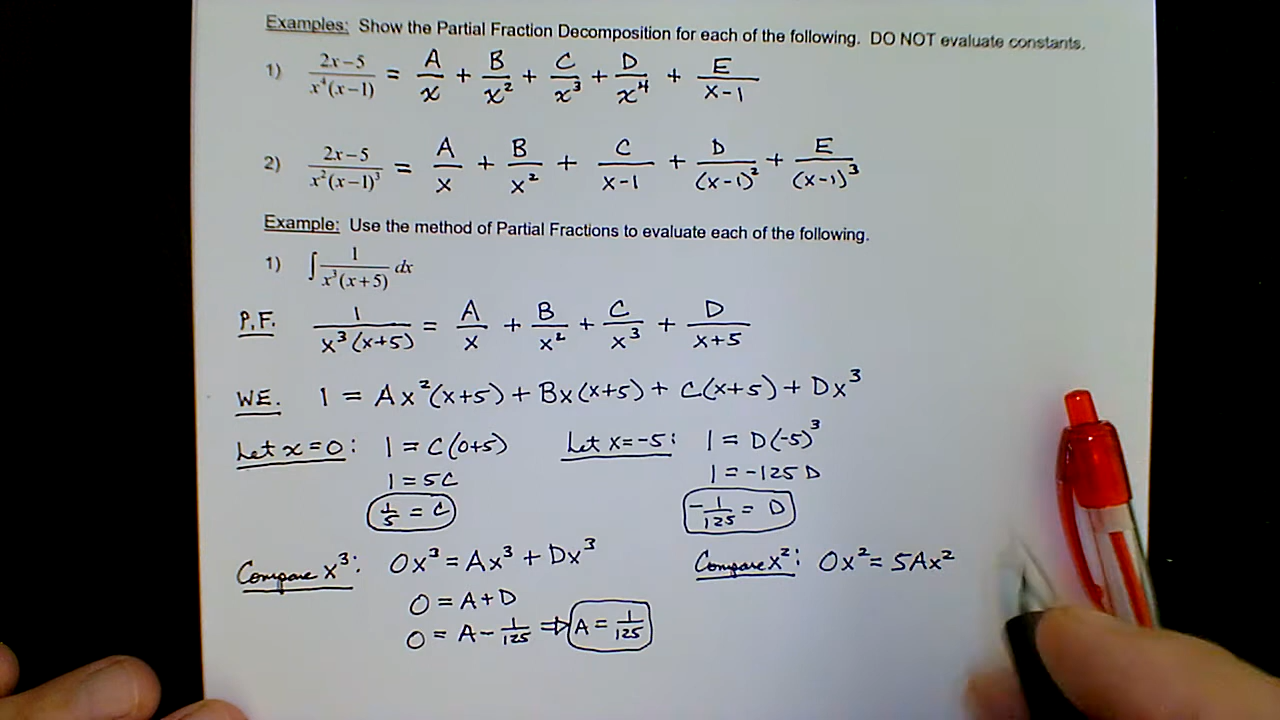 Examples: Show the Partial Fraction Decomposition for each of the following. DO NOT evaluate constants.
1) (2x−5)/(x⁴(x−1)) = A/x + B/x² + C/x³ + D/x⁴ + E/(x−1)
2) (2x−5)/(x²(x−1)³) = A/x + B/x² + C/(x−1) + D/(x−1)² + E/(x−1)³
Example: Use the method of Partial Fractions to evaluate each of the following.
1) ∫ 1/(x³(x+5)) dx
P.F. 1/(x³(x+5)) = A/x + B/x² + C/x³ + D/(x+5)
WE. 1 = Ax²(x+5) + Bx(x+5) + C(x+5) + Dx³
Let x=0: 1 = C(0+5)
1 = 5C
1/5 = C
Let x=−5: 1 = D(−5)³
1 = −125D
−1/125 = D
Compare x³: 0x³ = Ax³ + Dx³
0 = A+D
0 = A − 1/125 ⇒ A = 1/125
Compare x²: 0x² = 5Ax²